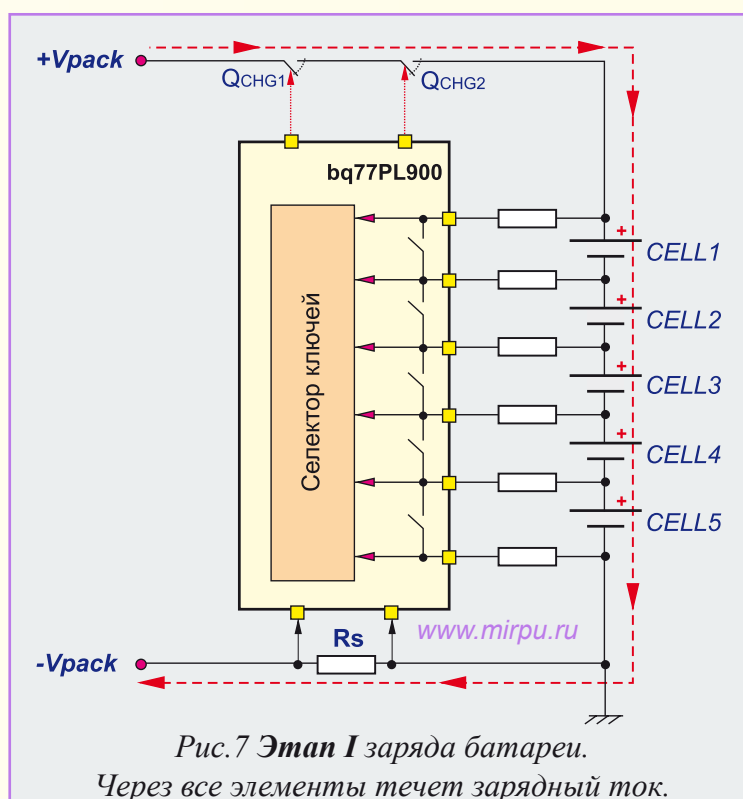 +Vpack
QCHG1
QCHG2
bq77PL900
Селектор ключей
+
CELL1
+
CELL2
+
CELL3
+
CELL4
+
CELL5
www.mirpu.ru
Rs
-Vpack
Рис.7 Этап I заряда батареи.
Через все элементы течет зарядный ток.